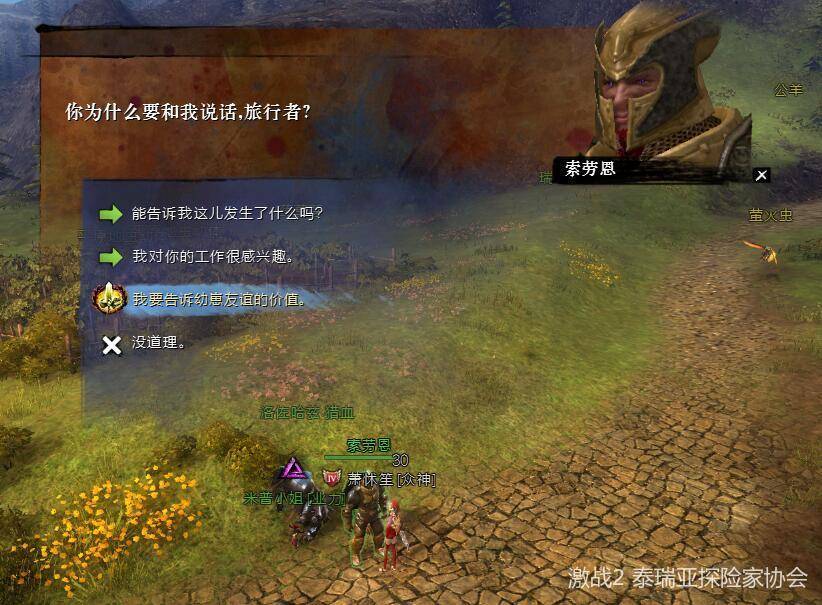 你为什么要和我说话,旅行者?
公羊
索劳恩
瑞
萤火虫
能告诉我这儿发生了什么吗?
我对你的工作很感兴趣。
我要告诉幼崽友谊的价值。
没道理。
洛佐哈兹 猎血
索劳恩
30
IV 萧休笙[众神]
米普小姐[业力]
激战2 泰瑞亚探险家协会